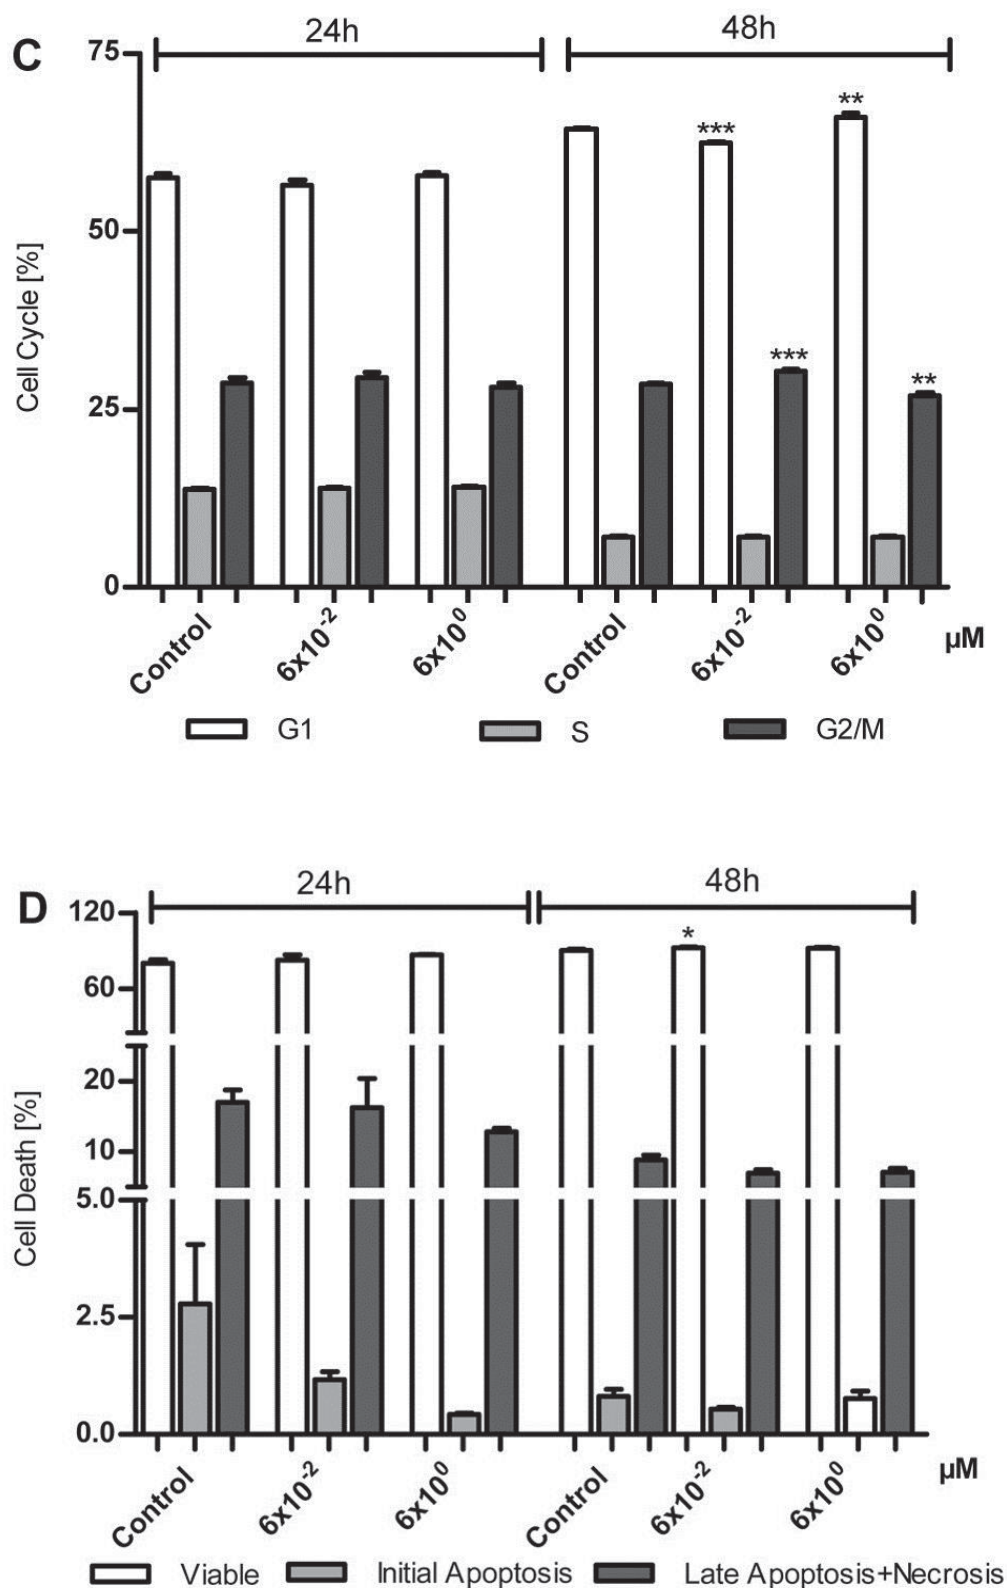 C
24h
48h
75
50
25
0
Cell Cycle [%]
***
**
***
**
Control
6x10⁻²
6x10⁰
Control
6x10⁻²
6x10⁰
µM
G1
S
G2/M
D
24h
48h
120
60
20
10
5.0
2.5
0.0
Cell Death [%]
*
Control
6x10⁻²
6x10⁰
Control
6x10⁻²
6x10⁰
µM
Viable
Initial Apoptosis
Late Apoptosis+Necrosis